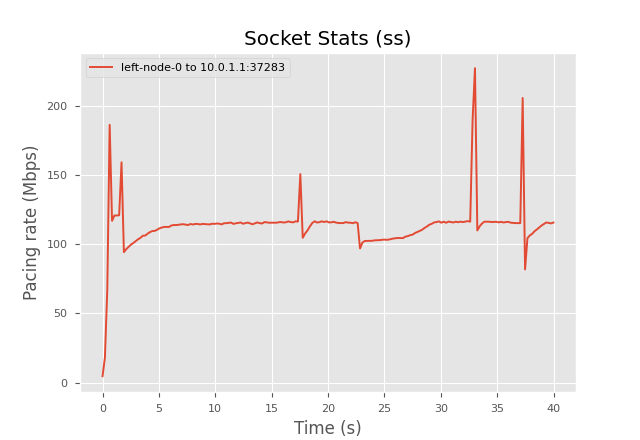 Socket Stats (ss)
left-node-0 to 10.0.1.1:37283
Pacing rate (Mbps)
200
150
100
50
0
0 5 10 15 20 25 30 35 40
Time (s)